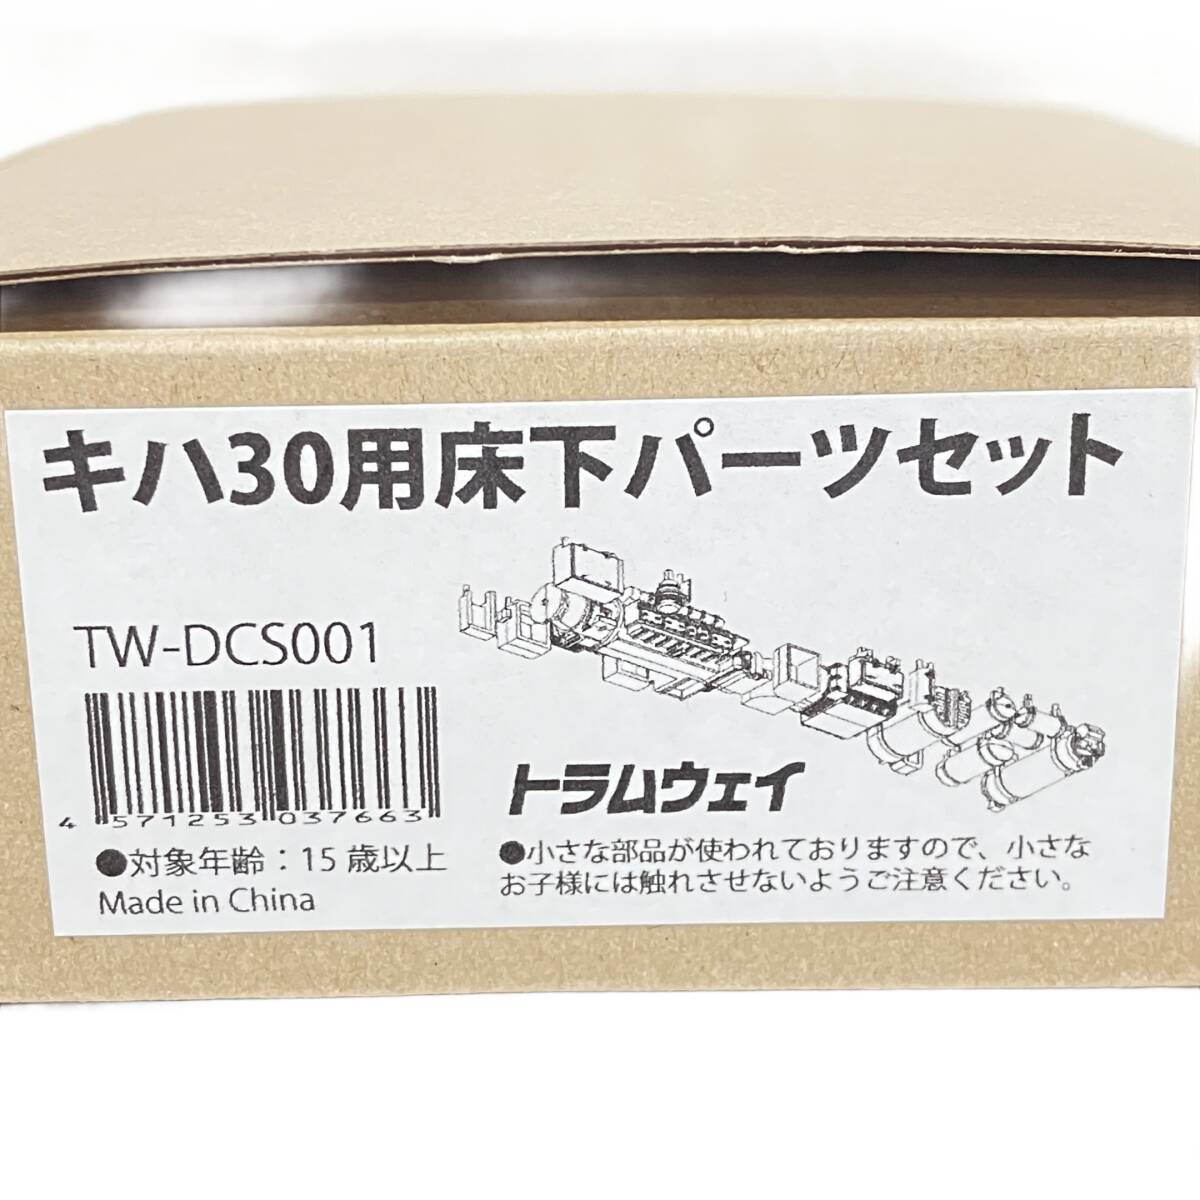 キハ30用床下パーツセット
TW-DCS001
4 571253 037663
トラムウェイ
●対象年齢：15歳以上
Made in China
●小さな部品が使われておりますので、小さな
お子様には触れさせないようご注意ください。